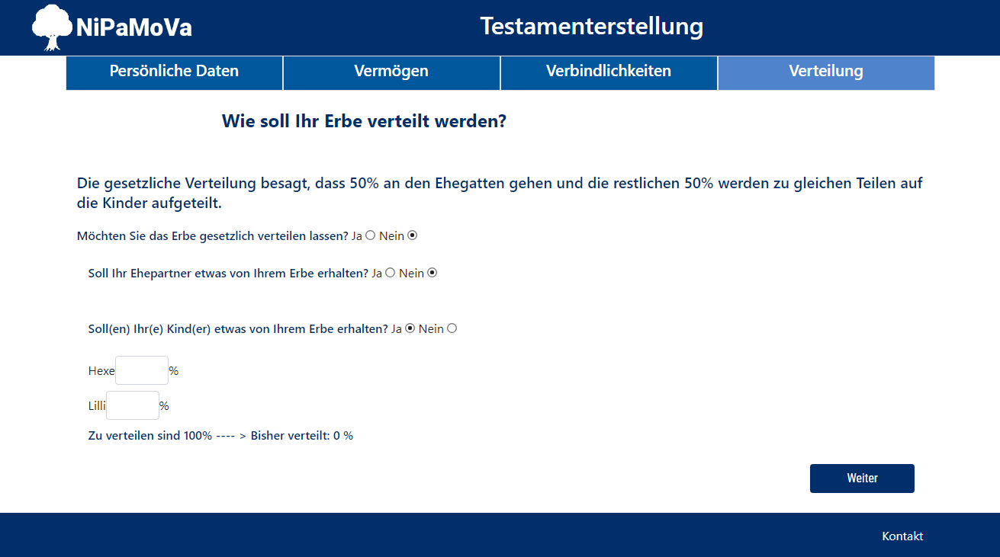 NiPaMoVa
Testamenterstellung
Persönliche Daten
Vermögen
Verbindlichkeiten
Verteilung
Wie soll Ihr Erbe verteilt werden?
Die gesetzliche Verteilung besagt, dass 50% an den Ehegatten gehen und die restlichen 50% werden zu gleichen Teilen auf
die Kinder aufgeteilt.
Möchten Sie das Erbe gesetzlich verteilen lassen? Ja Nein
Soll Ihr Ehepartner etwas von Ihrem Erbe erhalten? Ja Nein
Soll(en) Ihr(e) Kind(er) etwas von Ihrem Erbe erhalten? Ja Nein
Hexe %
Lilli %
Zu verteilen sind 100% ---- > Bisher verteilt: 0 %
Weiter
Kontakt